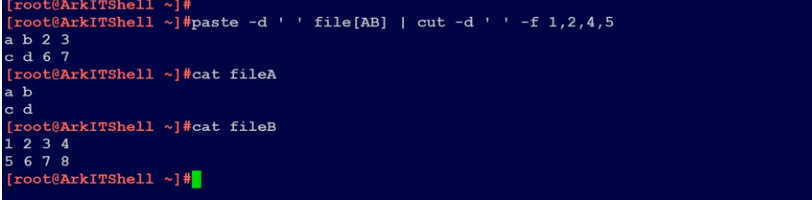 [root@ArkITShell ~]#
[root@ArkITShell ~]#paste -d ' ' file[AB] | cut -d ' ' -f 1,2,4,5
a b 2 3
c d 6 7
[root@ArkITShell ~]#cat fileA
a b
c d
[root@ArkITShell ~]#cat fileB
1 2 3 4
5 6 7 8
[root@ArkITShell ~]#